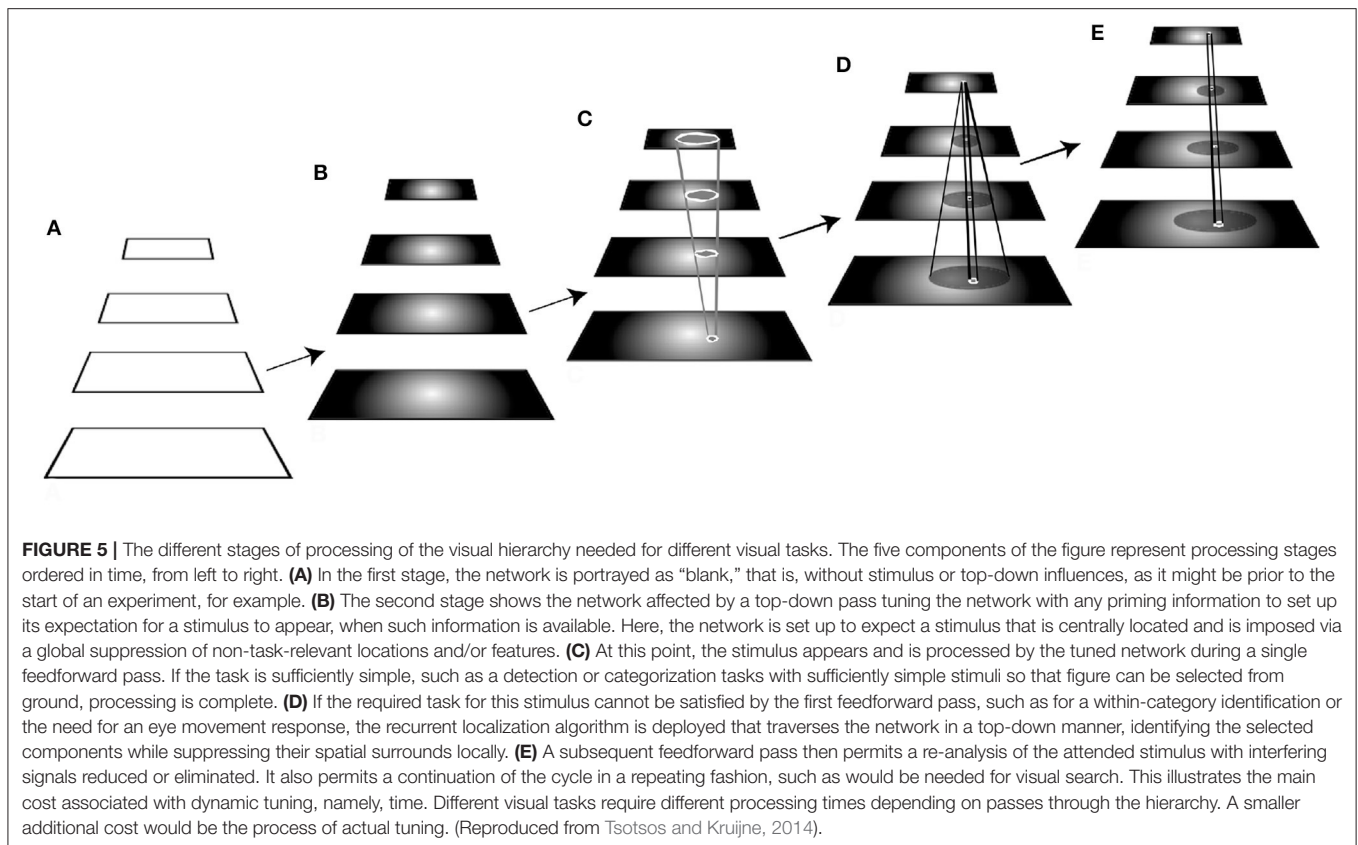 A
B
C
D
E
FIGURE 5 | The different stages of processing of the visual hierarchy needed for different visual tasks. The five components of the figure represent processing stages
ordered in time, from left to right. (A) In the first stage, the network is portrayed as “blank,” that is, without stimulus or top-down influences, as it might be prior to the
start of an experiment, for example. (B) The second stage shows the network affected by a top-down pass tuning the network with any priming information to set up
its expectation for a stimulus to appear, when such information is available. Here, the network is set up to expect a stimulus that is centrally located and is imposed via
a global suppression of non-task-relevant locations and/or features. (C) At this point, the stimulus appears and is processed by the tuned network during a single
feedforward pass. If the task is sufficiently simple, such as a detection or categorization tasks with sufficiently simple stimuli so that figure can be selected from
ground, processing is complete. (D) If the required task for this stimulus cannot be satisfied by the first feedforward pass, such as for a within-category identification or
the need for an eye movement response, the recurrent localization algorithm is deployed that traverses the network in a top-down manner, identifying the selected
components while suppressing their spatial surrounds locally. (E) A subsequent feedforward pass then permits a re-analysis of the attended stimulus with interfering
signals reduced or eliminated. It also permits a continuation of the cycle in a repeating fashion, such as would be needed for visual search. This illustrates the main
cost associated with dynamic tuning, namely, time. Different visual tasks require different processing times depending on passes through the hierarchy. A smaller
additional cost would be the process of actual tuning. (Reproduced from Tsotsos and Kruijne, 2014).